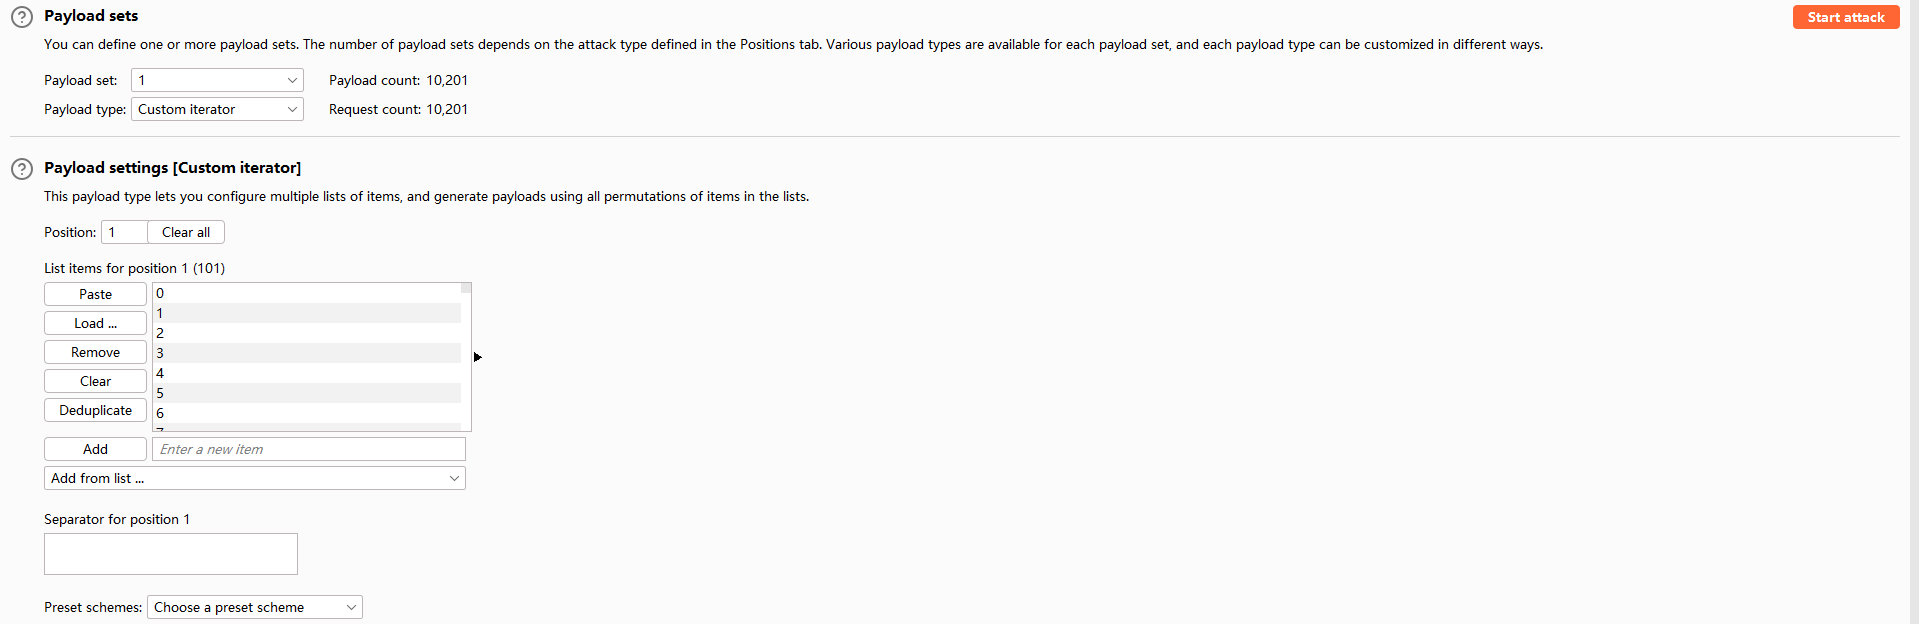 ? Payload sets
Start attack
You can define one or more payload sets. The number of payload sets depends on the attack type defined in the Positions tab. Various payload types are available for each payload set, and each payload type can be customized in different ways.
Payload set: 1 Payload count: 10,201
Payload type: Custom iterator Request count: 10,201
? Payload settings [Custom iterator]
This payload type lets you configure multiple lists of items, and generate payloads using all permutations of items in the lists.
Position: 1 Clear all
List items for position 1 (101)
Paste
Load ...
Remove
Clear
Deduplicate
0
1
2
3
4
5
6
Add Enter a new item
Add from list ...
Separator for position 1
Preset schemes: Choose a preset scheme